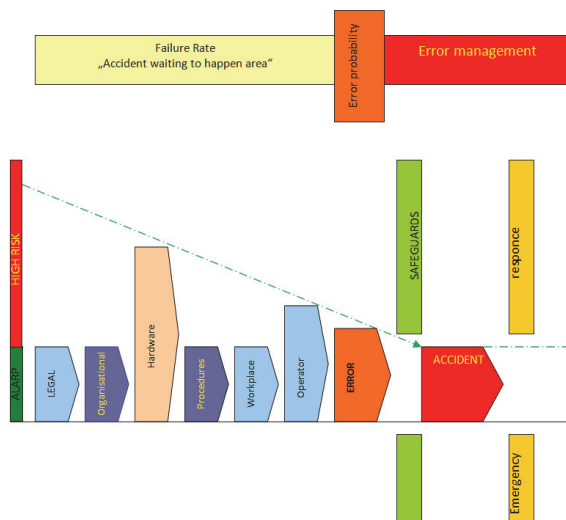 Failure Rate
„Accident waiting to happen area“
Error probability
Error management
HIGH RISK
ALARP
LEGAL
Organisational
Hardware
Procedures
Workplace
Operator
ERROR
SAFEGUARDS
ACCIDENT
responce
Emergency